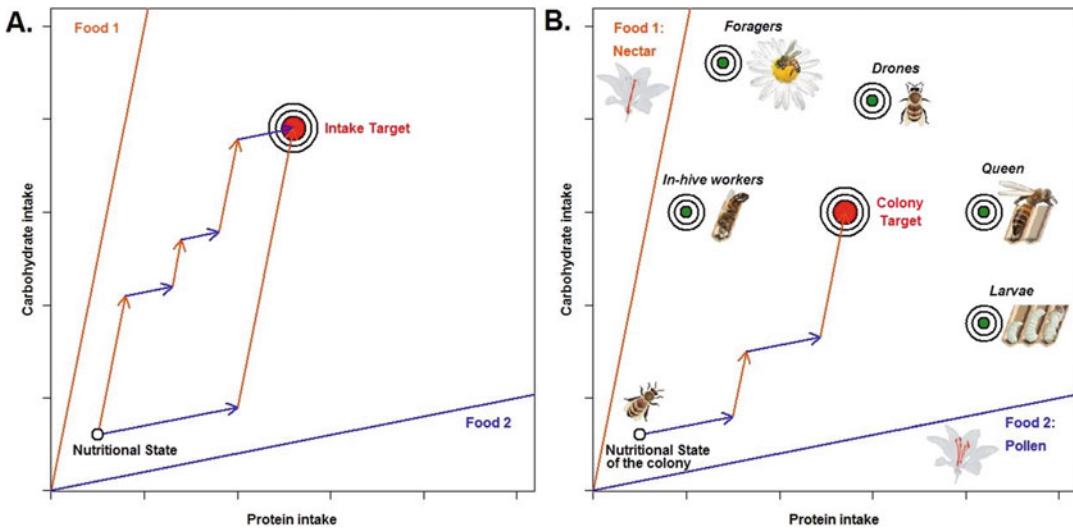 A.
Food 1
Intake Target
Food 2
Nutritional State
Carbohydrate intake
Protein intake
B.
Food 1:
Nectar
Foragers
Drones
In-hive workers
Queen
Colony
Target
Larvae
Nutritional State
of the colony
Food 2:
Pollen
Carbohydrate intake
Protein intake